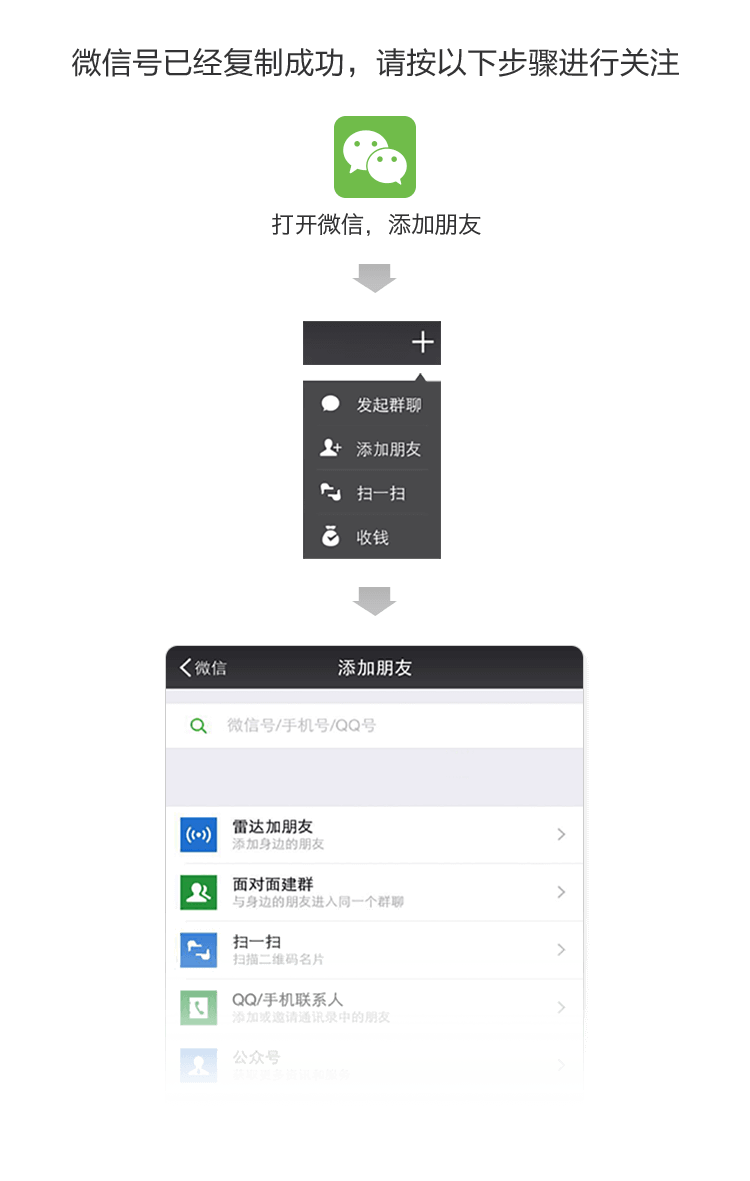 微信号已经复制成功，请按以下步骤进行关注
打开微信，添加朋友
发起群聊
添加朋友
扫一扫
收钱
微信
添加朋友
微信号/手机号/QQ号
雷达加朋友
添加身边的朋友
面对面建群
与身边的朋友进入同一个群聊
扫一扫
扫描二维码名片
QQ/手机联系人
添加或邀请通讯录中的朋友
公众号